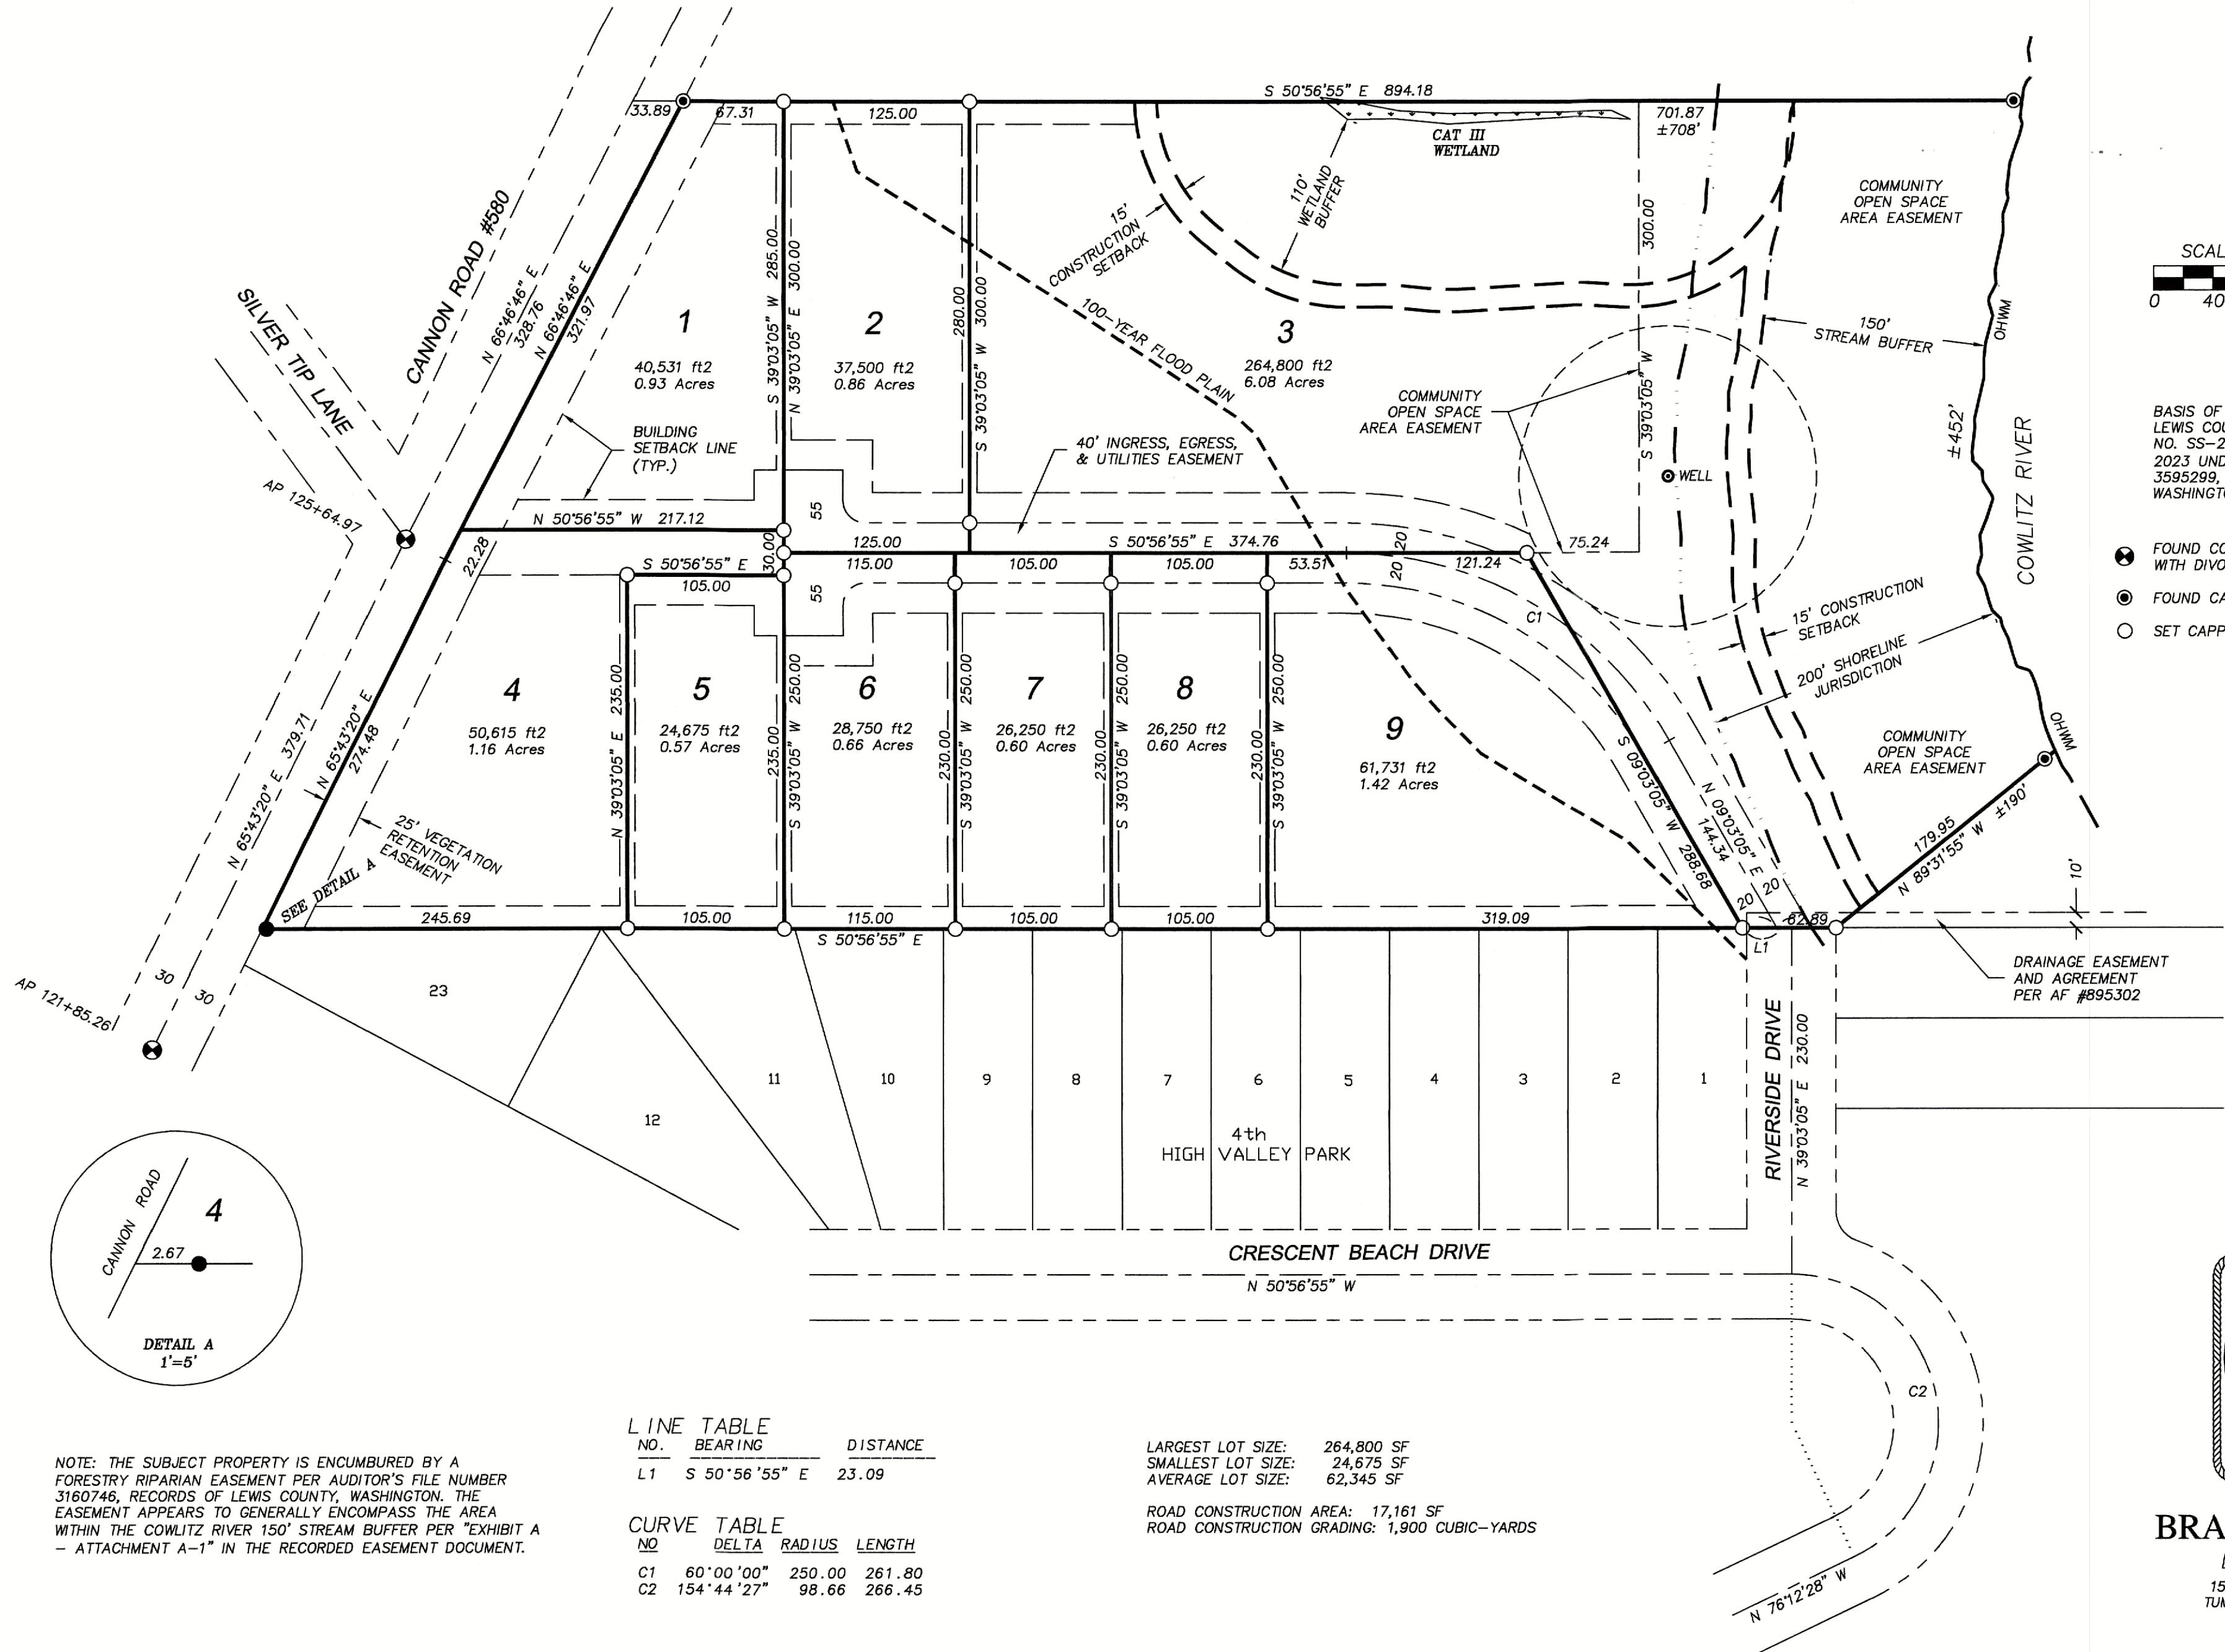 S 50°56'55" E 894.18
33.89
67.31
125.00
701.87
±708'
CAT III
WETLAND
COMMUNITY
OPEN SPACE
AREA EASEMENT
110'
WETLAND
BUFFER
15'
CONSTRUCTION
SETBACK
300.00
S 39°03'05" W
CANNON ROAD #580
SILVER TIP LANE
N 66°46'46" E
328.76
N 66°46'46" E
321.97
S 39°03'05" W 285.00
N 39°03'05" E 300.00
280.00
S 39°03'05" W 300.00
1
40,531 ft2
0.93 Acres
2
37,500 ft2
0.86 Acres
3
264,800 ft2
6.08 Acres
100-YEAR FLOOD PLAIN
150'
STREAM BUFFER
OHWM
±452'
COWLITZ RIVER
SCAL
0 40
BASIS OF
LEWIS COU
NO. SS-2
2023 UND
3595299,
WASHINGTO
FOUND CO
WITH DIVO
FOUND CA
SET CAPP
COMMUNITY
OPEN SPACE
AREA EASEMENT
BUILDING
SETBACK LINE
(TYP.)
40' INGRESS, EGRESS,
& UTILITIES EASEMENT
WELL
AP 125+64.97
N 50°56'55" W 217.12
55
22.28
S 50°56'55" E
105.00
30.00
125.00
S 50°56'55" E 374.76
20
20
75.24
115.00
105.00
105.00
53.51
121.24
55
C1
15' CONSTRUCTION
SETBACK
200' SHORELINE
JURISDICTION
N 39°03'05" E 235.00
235.00
S 39°03'05" W 250.00
230.00
S 39°03'05" W 250.00
230.00
S 39°03'05" W 250.00
230.00
S 39°03'05" W 250.00
4
50,615 ft2
1.16 Acres
5
24,675 ft2
0.57 Acres
6
28,750 ft2
0.66 Acres
7
26,250 ft2
0.60 Acres
8
26,250 ft2
0.60 Acres
9
61,731 ft2
1.42 Acres
S 09°03'05" W 288.68
N 09°03'05" E
144.34
COMMUNITY
OPEN SPACE
AREA EASEMENT
OHWM
N 65°43'20" E 379.71
N 65°43'20" E
274.48
25' VEGETATION
RETENTION
EASEMENT
SEE DETAIL A
179.95
N 89°31'55" W ±190'
10'
20
20
62.89
L1
245.69
105.00
115.00
105.00
105.00
319.09
S 50°56'55" E
DRAINAGE EASEMENT
AND AGREEMENT
PER AF #895302
30
30
AP 121+85.26
23
12
11
10
9
8
7
6
5
4
3
2
1
4th
HIGH VALLEY PARK
RIVERSIDE DRIVE
N 39°03'05" E 230.00
CRESCENT BEACH DRIVE
N 50°56'55" W
C2
N 76°12'28" W
CANNON ROAD
4
2.67
DETAIL A
1'=5'
NOTE: THE SUBJECT PROPERTY IS ENCUMBURED BY A
FORESTRY RIPARIAN EASEMENT PER AUDITOR'S FILE NUMBER
3160746, RECORDS OF LEWIS COUNTY, WASHINGTON. THE
EASEMENT APPEARS TO GENERALLY ENCOMPASS THE AREA
WITHIN THE COWLITZ RIVER 150' STREAM BUFFER PER "EXHIBIT A
- ATTACHMENT A-1" IN THE RECORDED EASEMENT DOCUMENT.
LINE TABLE
NO. BEARING DISTANCE
L1 S 50°56'55" E 23.09
CURVE TABLE
NO DELTA RADIUS LENGTH
C1 60°00'00" 250.00 261.80
C2 154°44'27" 98.66 266.45
LARGEST LOT SIZE: 264,800 SF
SMALLEST LOT SIZE: 24,675 SF
AVERAGE LOT SIZE: 62,345 SF
ROAD CONSTRUCTION AREA: 17,161 SF
ROAD CONSTRUCTION GRADING: 1,900 CUBIC-YARDS
BRA
15
TUM